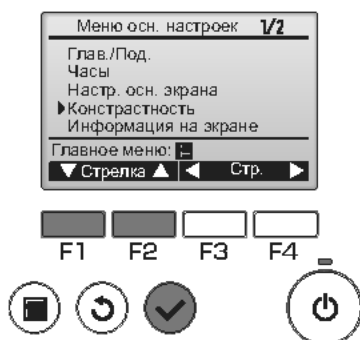 Меню осн. настроек 1/2
Глав./Под.
Часы
Настр. осн. экрана
▶Констрастность
Информация на экране
Главное меню:
▼ Стрелка ▲ ◀ Стр. ▶
F1 F2 F3 F4